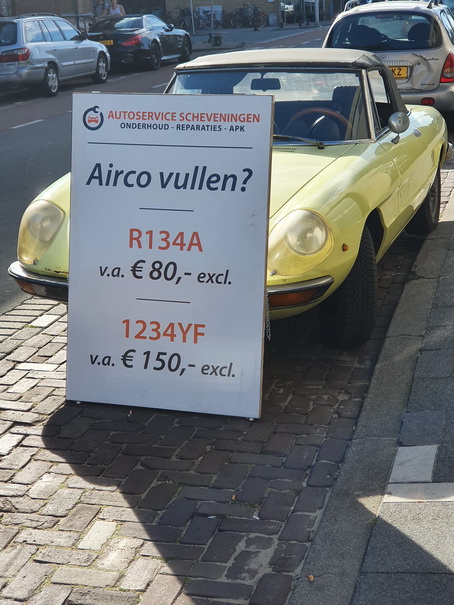 AUTOSERVICE SCHEVENINGEN
ONDERHOUD - REPARATIES - APK
Airco vullen?
R134A
v.a. € 80,- excl.
1234YF
v.a. € 150,- excl.